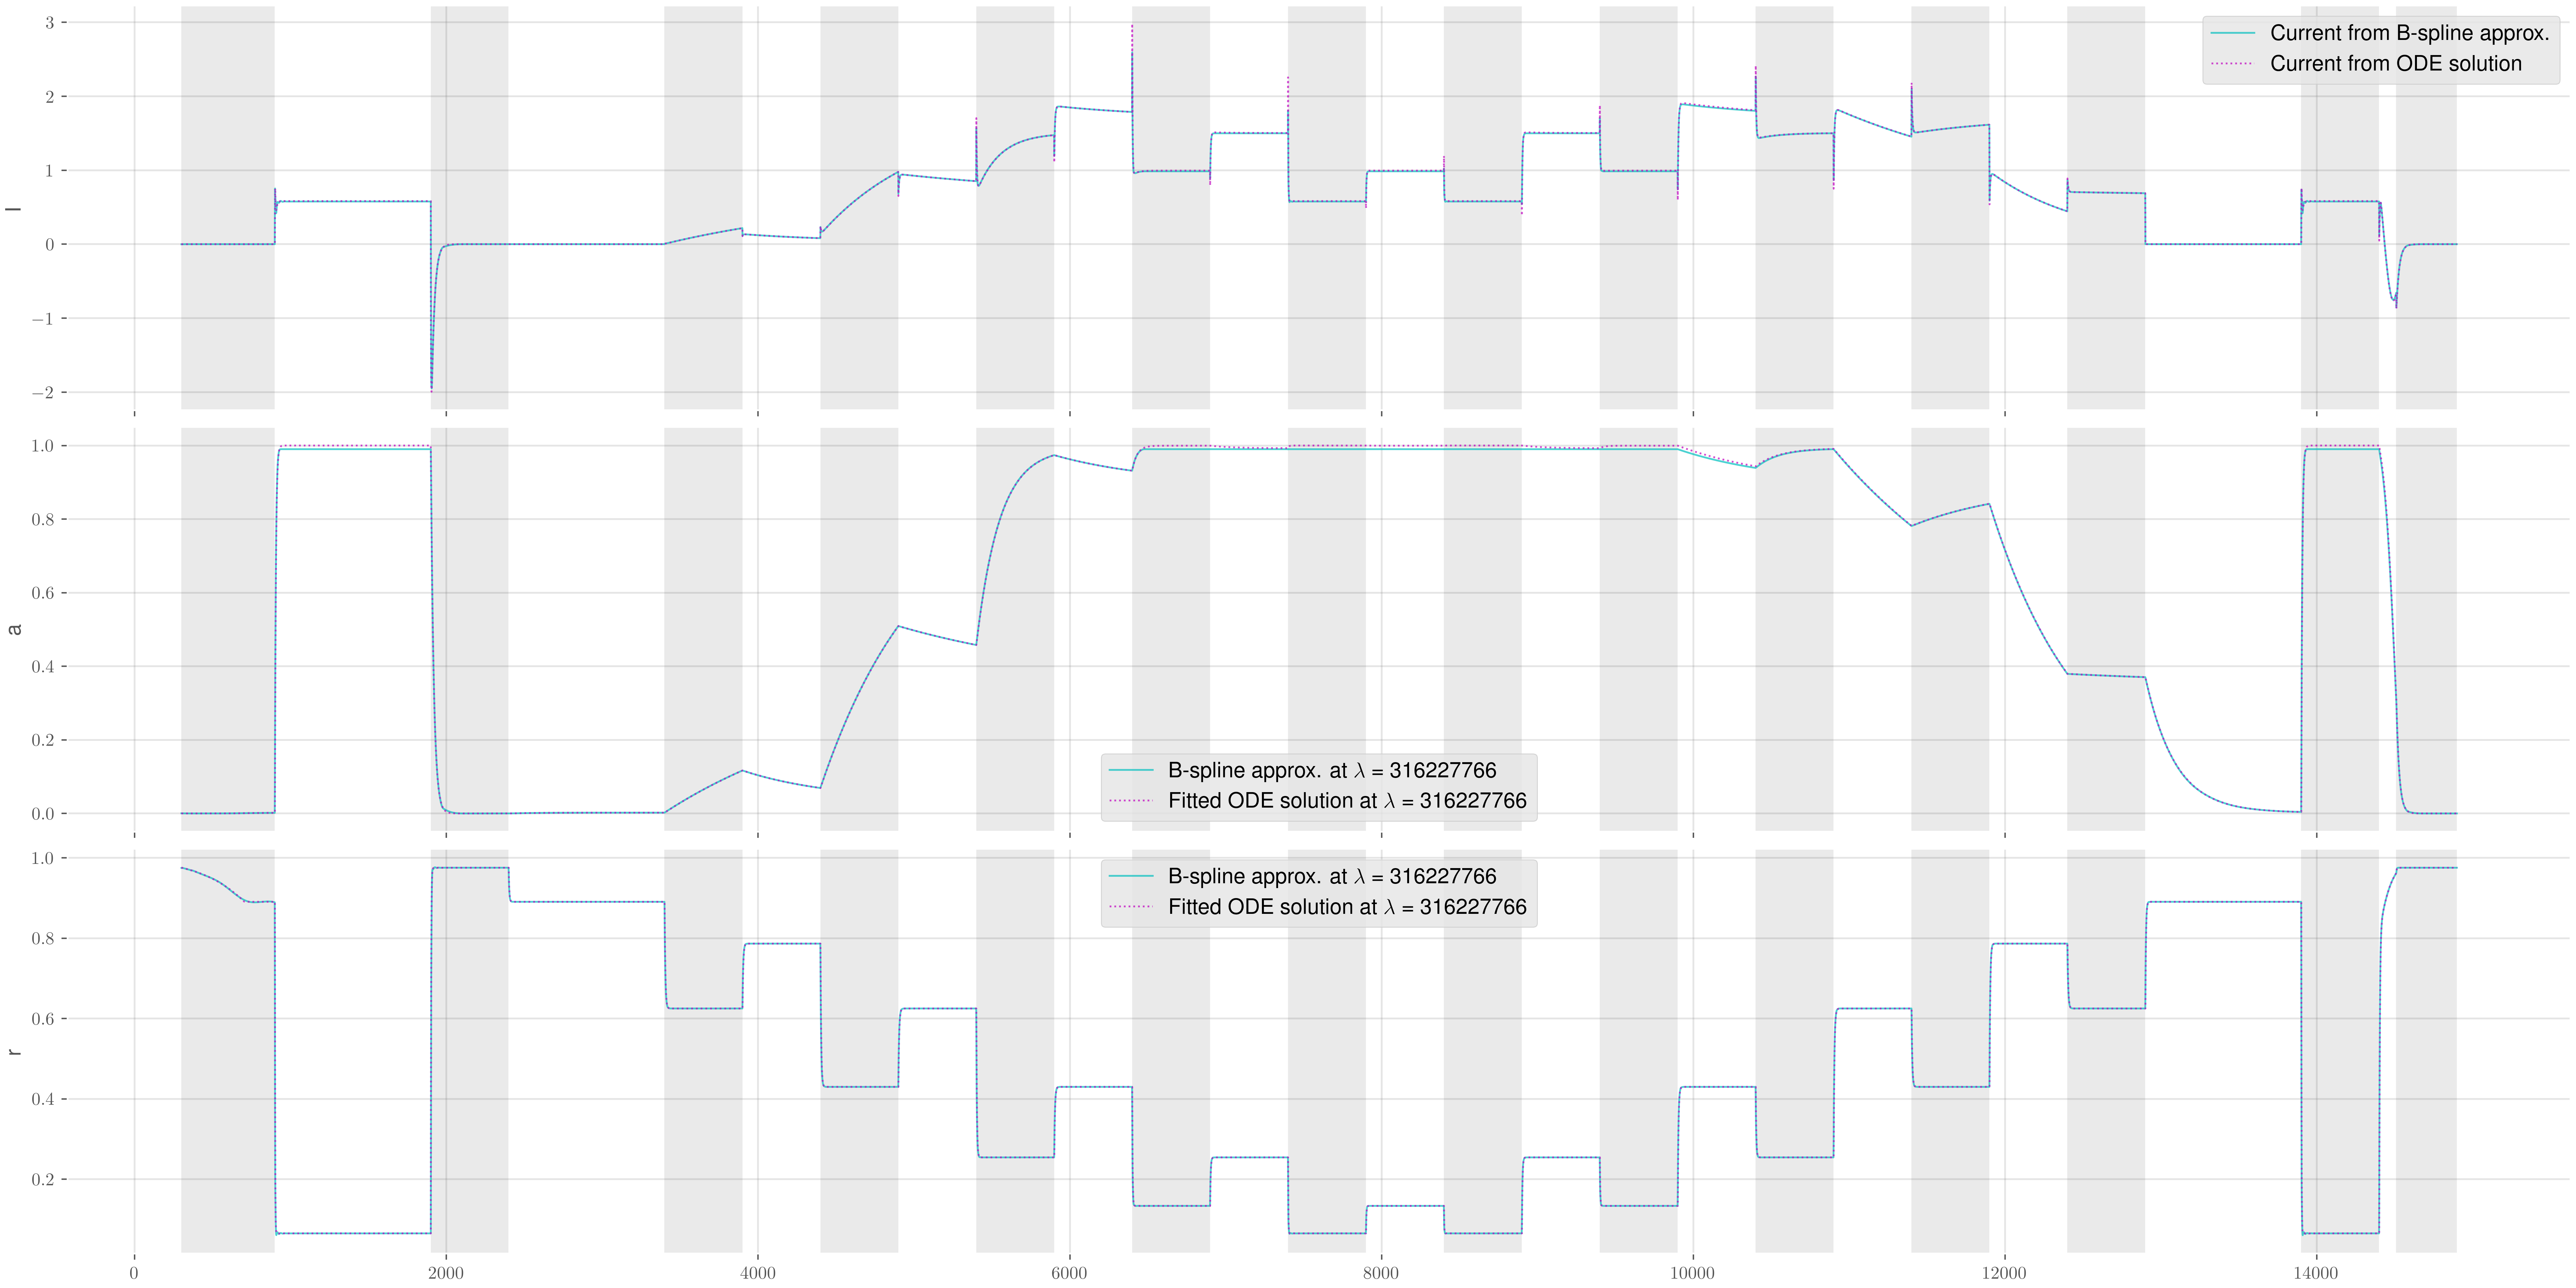 3
2
1
0
−1
−2
I
Current from B-spline approx.
Current from ODE solution
1.0
0.8
0.6
0.4
0.2
0.0
a
B-spline approx. at λ = 316227766
Fitted ODE solution at λ = 316227766
1.0
0.8
0.6
0.4
0.2
r
B-spline approx. at λ = 316227766
Fitted ODE solution at λ = 316227766
0 2000 4000 6000 8000 10000 12000 14000